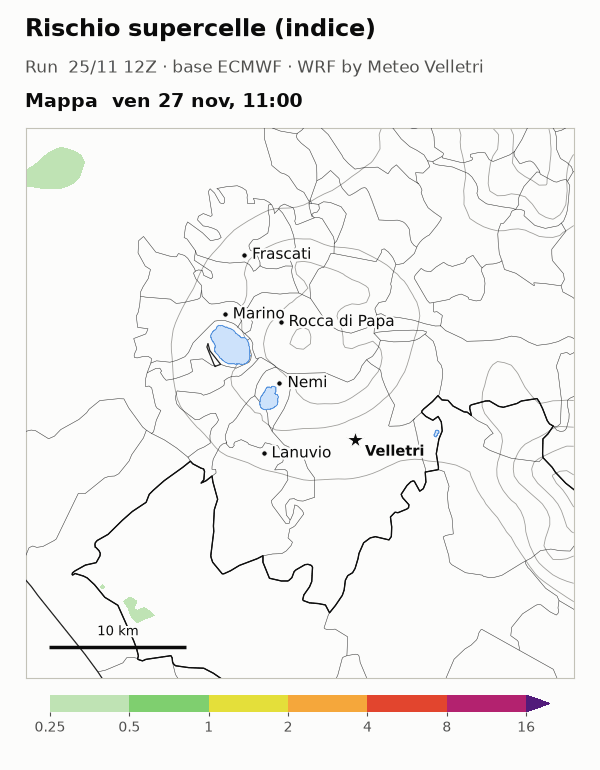 Rischio supercelle (indice)
Run  25/11 12Z · base ECMWF · WRF by Meteo Velletri
Mappa  ven 27 nov, 11:00
Frascati
Marino
Rocca di Papa
Nemi
Velletri
Lanuvio
10 km
0.25 0.5 1 2 4 8 16